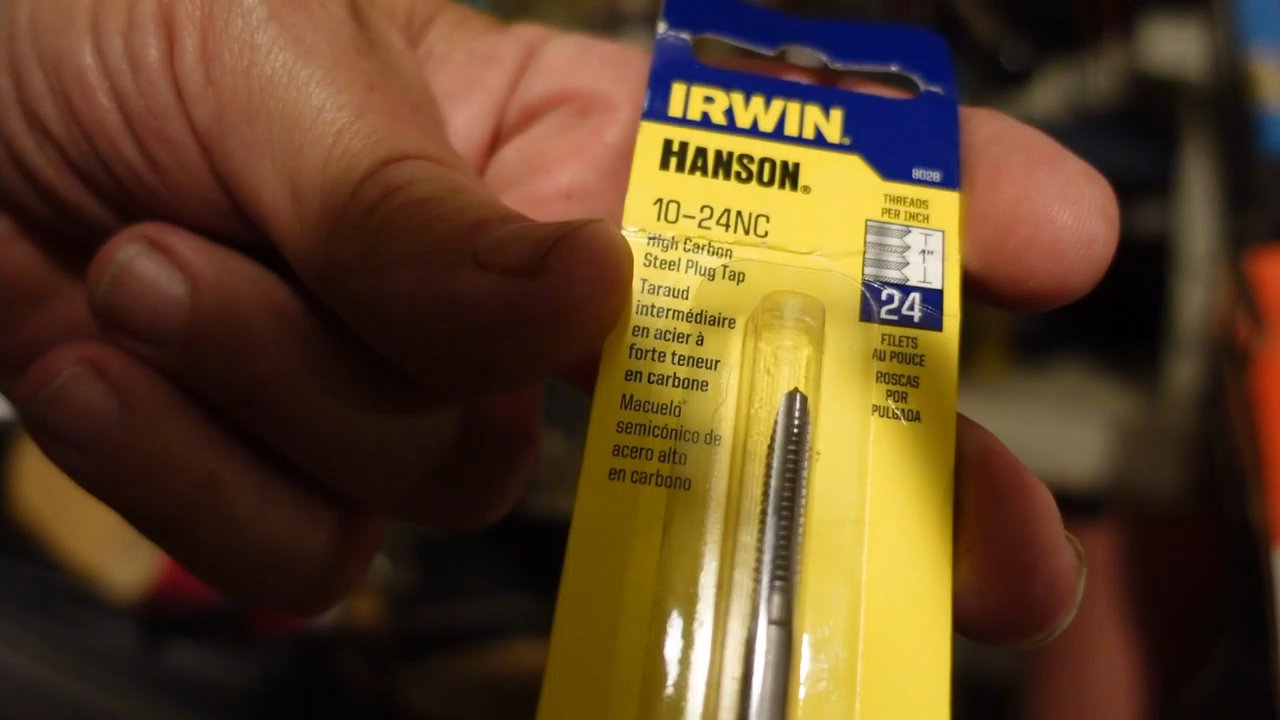 IRWIN.
HANSON®
8028
10-24NC
High Carbon
Steel Plug Tap
Taraud
intermédiaire
en acier à
forte teneur
en carbone
Macuelo
semicónico de
acero alto
en carbono
THREADS
PER INCH
1"
24
FILETS
AU POUCE
ROSCAS
POR
PULGADA